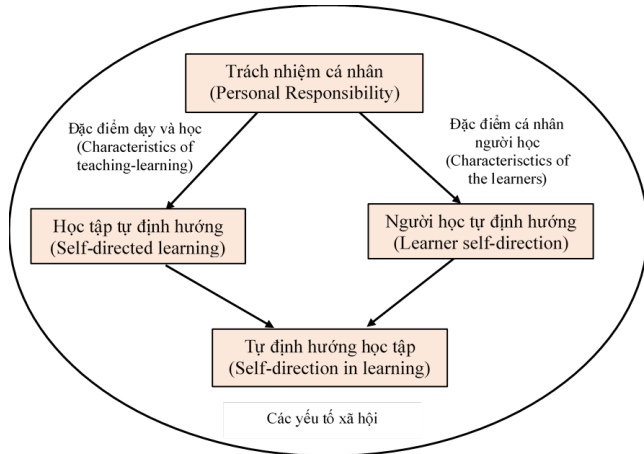 Trách nhiệm cá nhân
(Personal Responsibility)
Đặc điểm dạy và học
(Characteristics of
teaching-learning)
Đặc điểm cá nhân
người học
(Characterisctics of
the learners)
Học tập tự định hướng
(Self-directed learning)
Người học tự định hướng
(Learner self-direction)
Tự định hướng học tập
(Self-direction in learning)
Các yếu tố xã hội